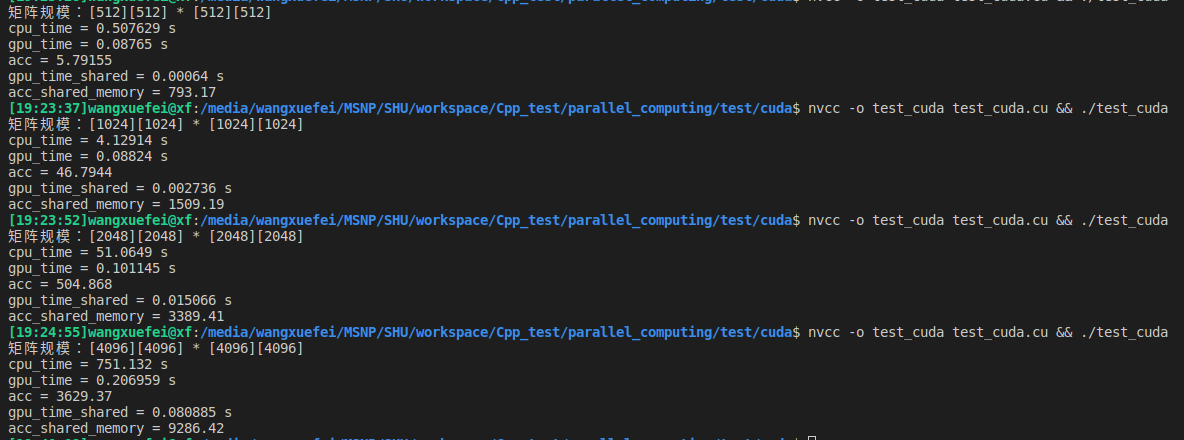 矩阵规模：[512][512] * [512][512]
cpu_time = 0.507629 s
gpu_time = 0.08765 s
acc = 5.79155
gpu_time_shared = 0.00064 s
acc_shared_memory = 793.17
[19:23:37]wangxuefei@xf:/media/wangxuefei/MSNP/SHU/workspace/Cpp_test/parallel_computing/test/cuda$ nvcc -o test_cuda test_cuda.cu && ./test_cuda
矩阵规模：[1024][1024] * [1024][1024]
cpu_time = 4.12914 s
gpu_time = 0.08824 s
acc = 46.7944
gpu_time_shared = 0.002736 s
acc_shared_memory = 1509.19
[19:23:52]wangxuefei@xf:/media/wangxuefei/MSNP/SHU/workspace/Cpp_test/parallel_computing/test/cuda$ nvcc -o test_cuda test_cuda.cu && ./test_cuda
矩阵规模：[2048][2048] * [2048][2048]
cpu_time = 51.0649 s
gpu_time = 0.101145 s
acc = 504.868
gpu_time_shared = 0.015066 s
acc_shared_memory = 3389.41
[19:24:55]wangxuefei@xf:/media/wangxuefei/MSNP/SHU/workspace/Cpp_test/parallel_computing/test/cuda$ nvcc -o test_cuda test_cuda.cu && ./test_cuda
矩阵规模：[4096][4096] * [4096][4096]
cpu_time = 751.132 s
gpu_time = 0.206959 s
acc = 3629.37
gpu_time_shared = 0.080885 s
acc_shared_memory = 9286.42